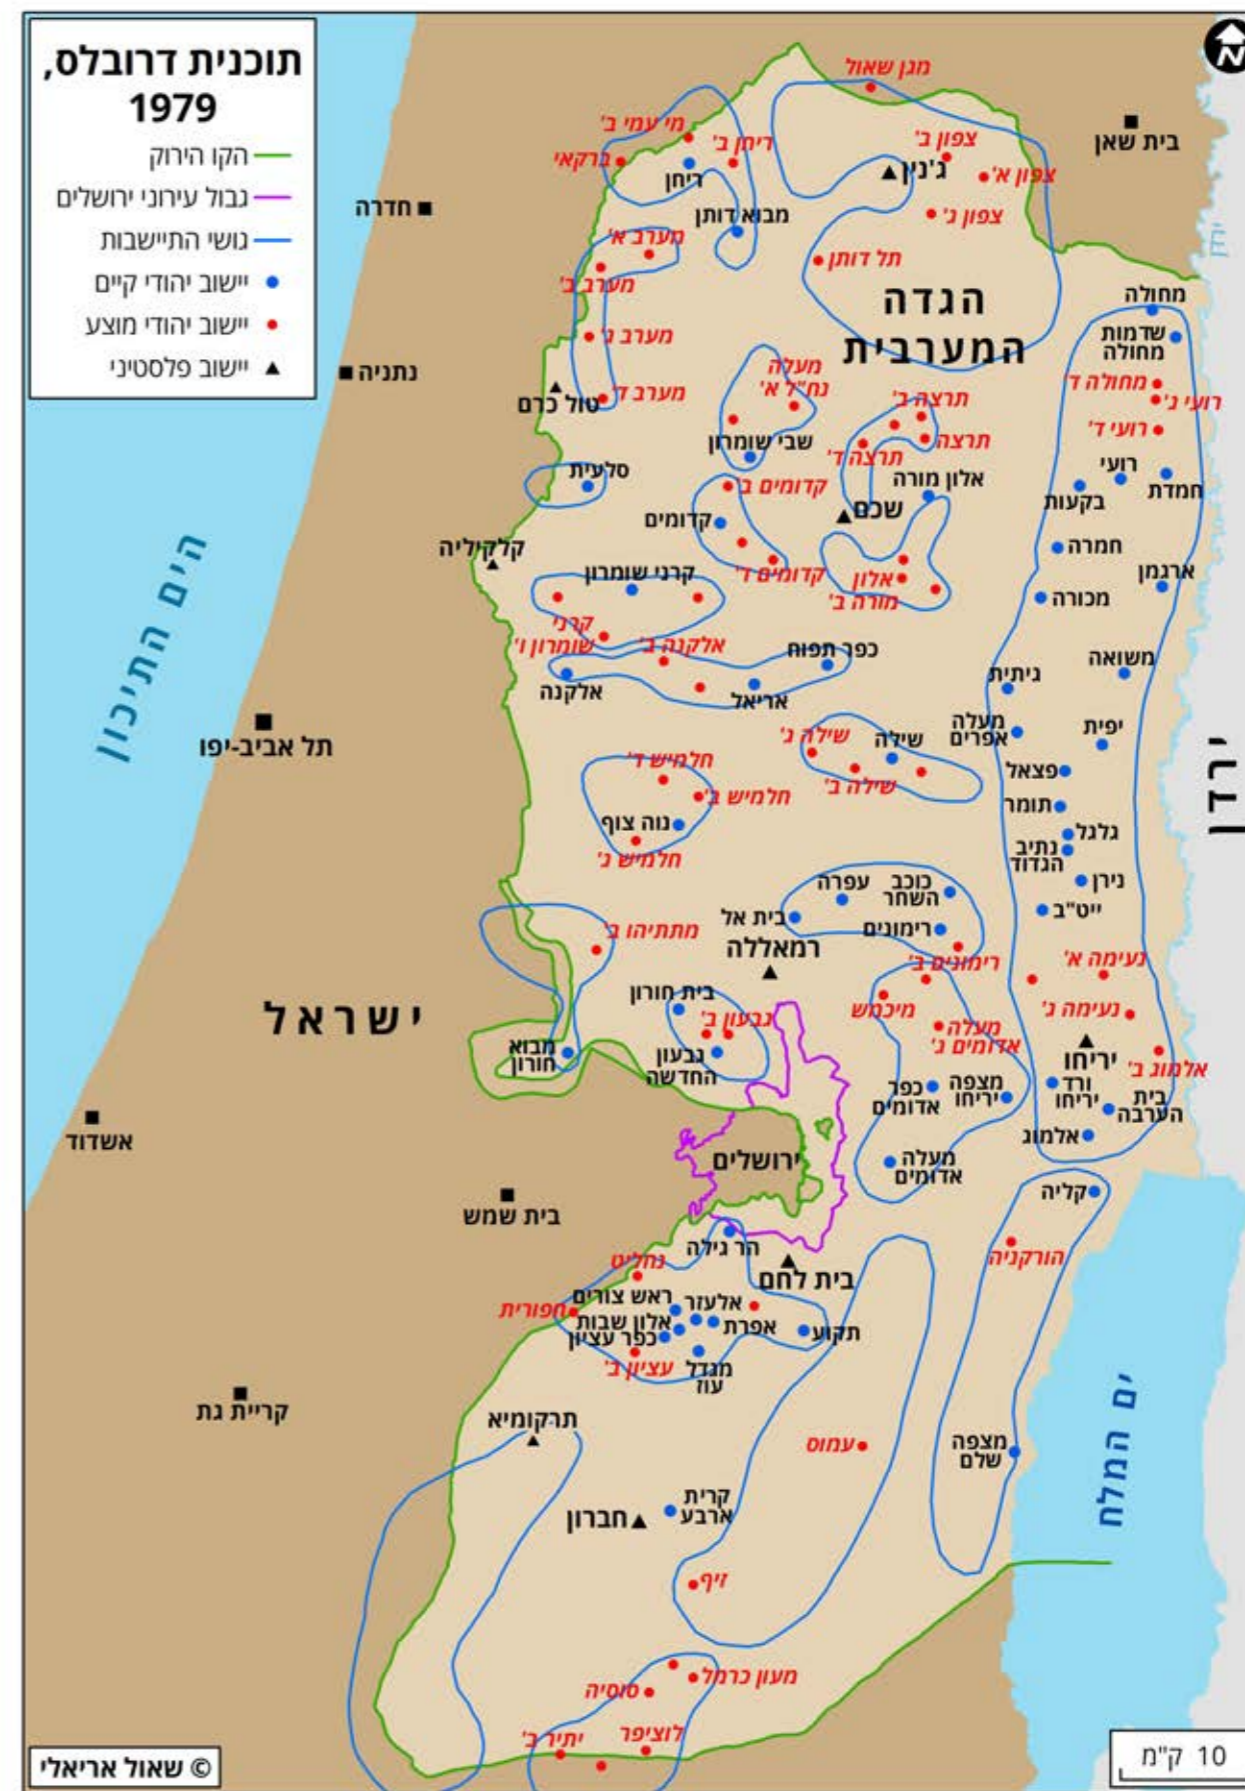 תוכנית דרובלס,
1979
הקו הירוק
גבול עירוני ירושלים
גושי התיישבות
יישוב יהודי קיים
יישוב יהודי מוצע
יישוב פלסטיני
N
מגן שאול
בית שאן
מי עמי ב'
ברקאי
ריחן ב'
ריחן
צפון ב'
ג'נין
צפון א'
חדרה
מבוא דותן
צפון ג'
ירדן
מערב א'
מערב ב'
תל דותן
הגדה
המערבית
מחולה
שדמות
מחולה
מערב ג'
נתניה
מערב ד'
טול כרם
מעלה
נח"ל א'
תרצה ב'
תרצה
תרצה ד'
מחולה ד'
רועי ג'
רועי ד'
שבי שומרון
סלעית
קדומים ב'
קדומים
אלון מורה
שכם
רועי
בקעות
חמדת
קלקיליה
קדומים ד'
חמרה
קרני שומרון
אלון
מורה ב'
ארגמן
מכורה
קרני
שומרון ו'
אלקנה ב'
כפר תפוח
אלקנה
אריאל
משואה
גיתית
הים התיכון
תל אביב-יפו
שילה ג'
שילה
שילה ב'
מעלה
אפרים
יפית
ירדן
פצאל
תומר
חלמיש ד'
חלמיש ב'
נוה צוף
חלמיש ג'
גלגל
נתיב
הגדוד
נירן
ייט"ב
כוכב
השחר
עפרה
בית אל
רימונים
מתתיהו ב'
רמאללה
רימונים ב'
נעימה א'
נעימה ג'
ישראל
בית חורון
גבעון ב'
גבעון
החדשה
מיכמש
מעלה
אדומים ג'
מבוא
חורון
יריחו
אלמוג ב'
כפר
אדומים
מצפה
יריחו
ורד
יריחו
בית
הערבה
אלמוג
אשדוד
ירושלים
מעלה
אדומים
קליה
בית שמש
הר גילה
בית לחם
הורקניה
נחליט
חפורית
ראש צורים
אלעזר
אלון שבות
אפרת
תקוע
כפר עציון
עציון ב'
מגדל
עוז
קריית גת
תרקומיא
ים המלח
עמוס
מצפה
שלם
קרית
ארבע
חברון
זיף
מעון כרמל
סוסיה
לוציפר
יתיר ב'
© שאול אריאלי
10 ק"מ